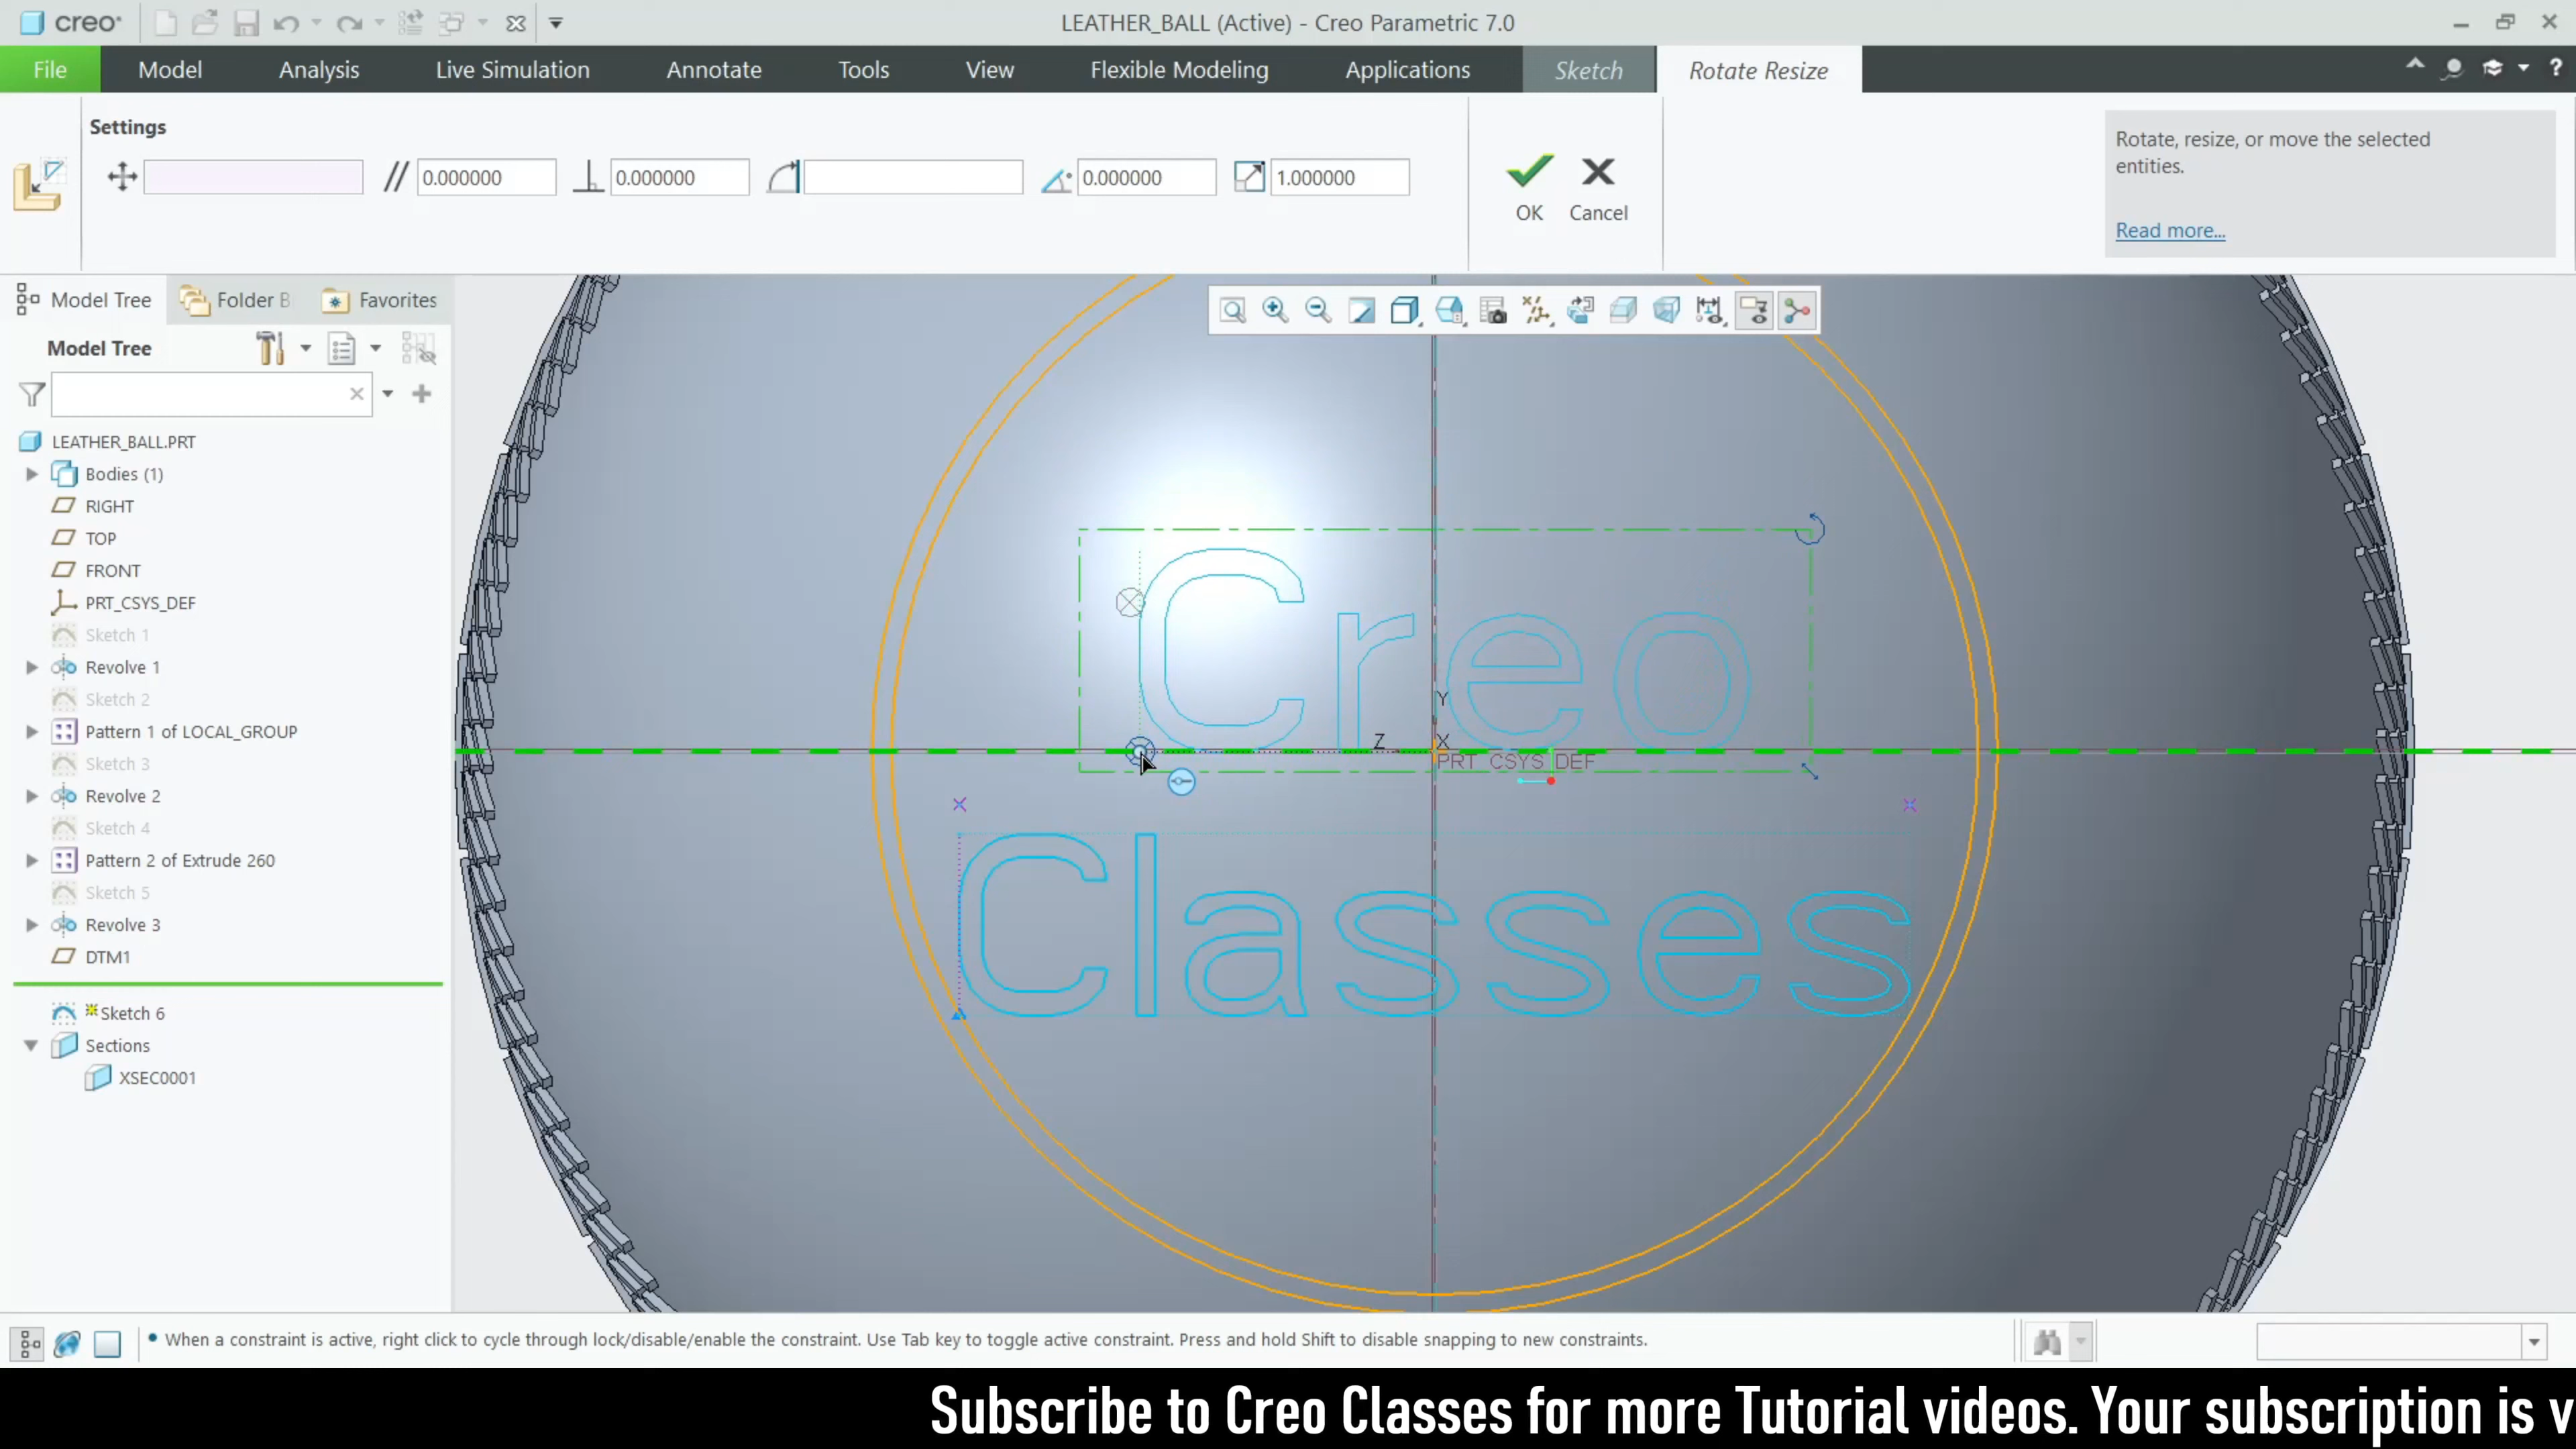 creo
LEATHER_BALL (Active) - Creo Parametric 7.0
File Model Analysis Live Simulation Annotate Tools View Flexible Modeling Applications Sketch Rotate Resize
Settings
0.000000 0.000000 0.000000 1.000000
OK Cancel
Rotate, resize, or move the selected
entities.
Read more...
Model Tree Folder B Favorites
Model Tree
LEATHER_BALL.PRT
Bodies (1)
RIGHT
TOP
FRONT
PRT_CSYS_DEF
Sketch 1
Revolve 1
Sketch 2
Pattern 1 of LOCAL_GROUP
Sketch 3
Revolve 2
Sketch 4
Pattern 2 of Extrude 260
Sketch 5
Revolve 3
DTM1
Sketch 6
Sections
XSEC0001
Creo
Y
Z X
PRT_CSYS_DEF
Classes
When a constraint is active, right click to cycle through lock/disable/enable the constraint. Use Tab key to toggle active constraint. Press and hold Shift to disable snapping to new constraints.
Subscribe to Creo Classes for more Tutorial videos. Your subscription is v